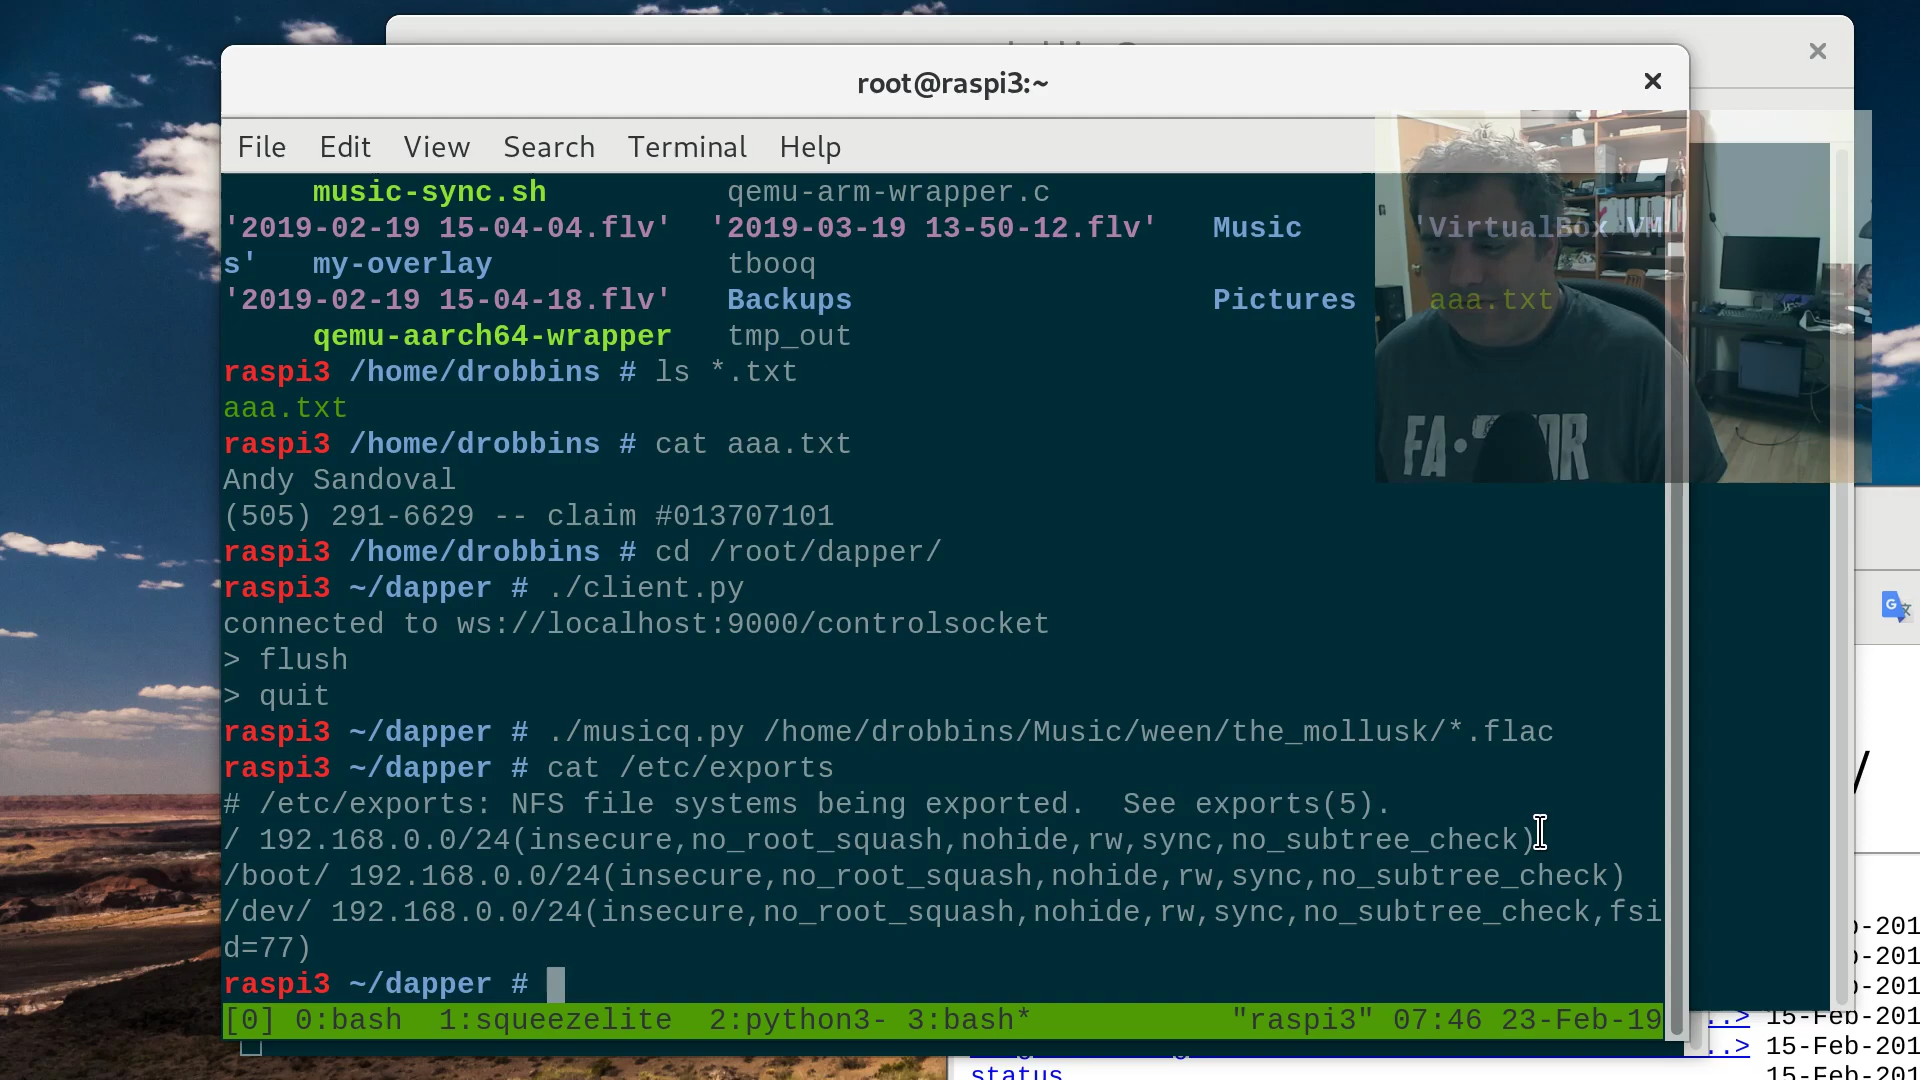 root@raspi3:~
File Edit View Search Terminal Help
music-sync.sh qemu-arm-wrapper.c
'2019-02-19 15-04-04.flv' '2019-03-19 13-50-12.flv' Music 'VirtualBox VM
s' my-overlay tbooq
'2019-02-19 15-04-18.flv' Backups Pictures aaa.txt
qemu-aarch64-wrapper tmp_out
raspi3 /home/drobbins # ls *.txt
aaa.txt
raspi3 /home/drobbins # cat aaa.txt
Andy Sandoval
(505) 291-6629 -- claim #013707101
raspi3 /home/drobbins # cd /root/dapper/
raspi3 ~/dapper # ./client.py
connected to ws://localhost:9000/controlsocket
> flush
> quit
raspi3 ~/dapper # ./musicq.py /home/drobbins/Music/ween/the_mollusk/*.flac
raspi3 ~/dapper # cat /etc/exports
# /etc/exports: NFS file systems being exported.  See exports(5).
/ 192.168.0.0/24(insecure,no_root_squash,nohide,rw,sync,no_subtree_check)
/boot/ 192.168.0.0/24(insecure,no_root_squash,nohide,rw,sync,no_subtree_check)
/dev/ 192.168.0.0/24(insecure,no_root_squash,nohide,rw,sync,no_subtree_check,fsi
d=77)
raspi3 ~/dapper #
[0] 0:bash 1:squeezelite 2:python3- 3:bash* "raspi3" 07:46 23-Feb-19
/
b-201
b-201
b-201
..> 15-Feb-201
..> 15-Feb-201
status 15-Feb-201